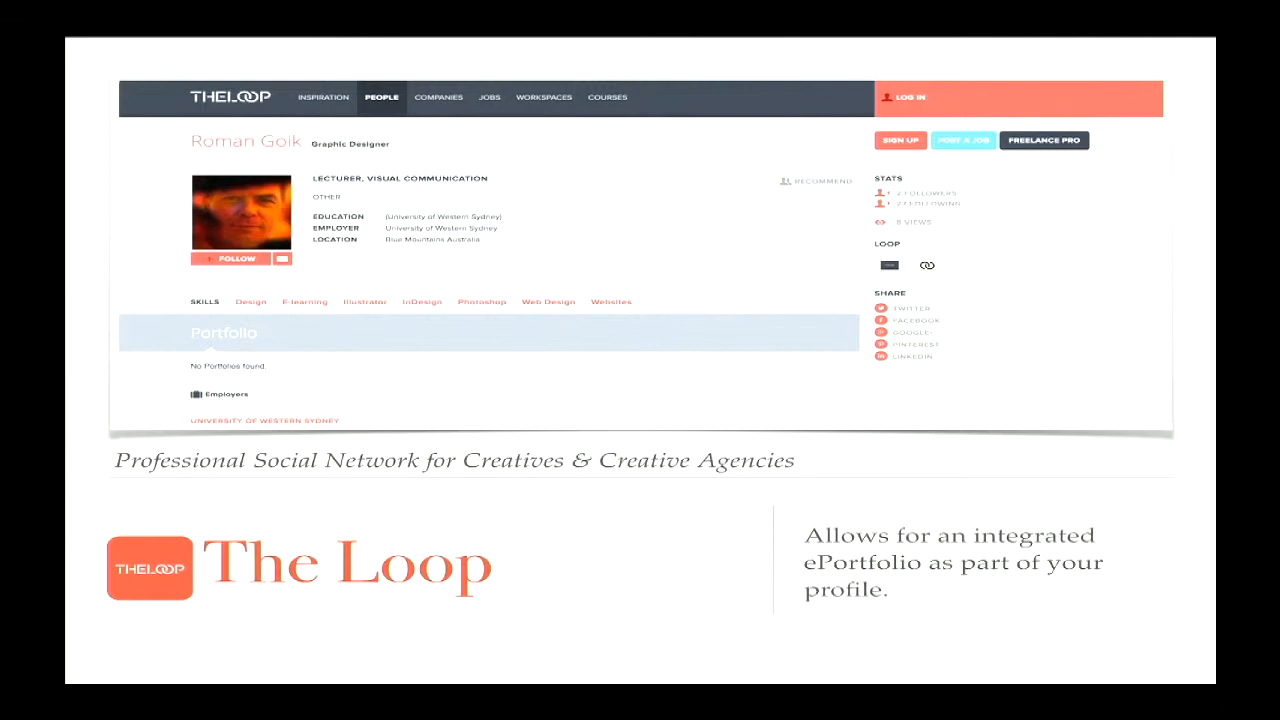 THELOOP INSPIRATION PEOPLE COMPANIES JOBS WORKSPACES COURSES LOG IN
Roman Goik Graphic Designer
SIGN UP POST A JOB FREELANCE PRO
LECTURER, VISUAL COMMUNICATION
OTHER
EDUCATION (University of Western Sydney)
EMPLOYER University of Western Sydney
LOCATION Blue Mountains Australia
RECOMMEND
FOLLOW
STATS
2 FOLLOWERS
27 FOLLOWING
8 VIEWS
LOOP
SHARE
TWITTER
FACEBOOK
GOOGLE+
PINTEREST
LINKEDIN
SKILLS Design E-learning Illustrator InDesign Photoshop Web Design Websites
Portfolio
No Portfolios found.
Employers
UNIVERSITY OF WESTERN SYDNEY
Professional Social Network for Creatives & Creative Agencies
THELOOP The Loop
Allows for an integrated
ePortfolio as part of your
profile.